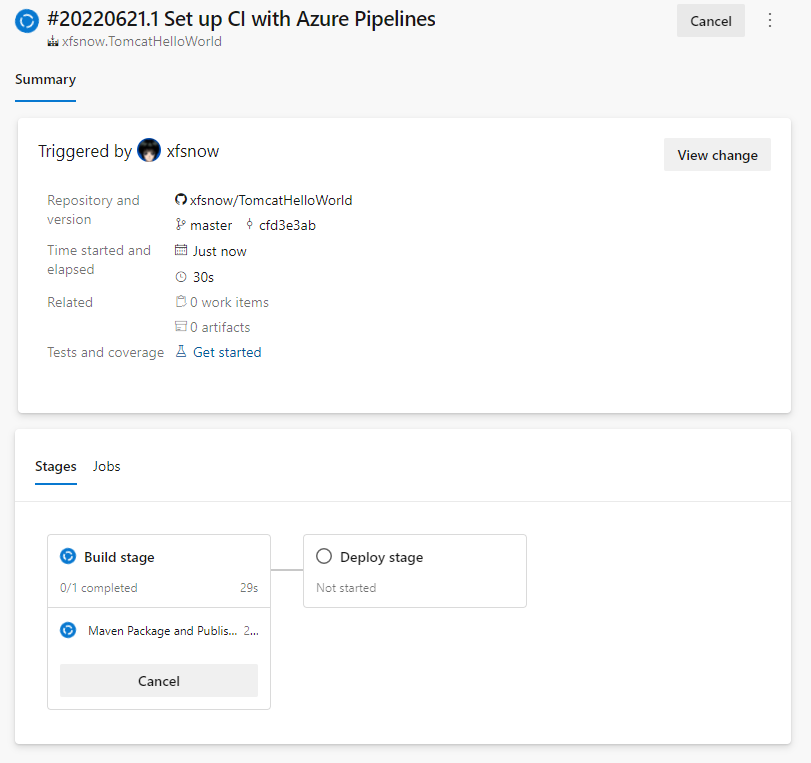 #20220621.1 Set up CI with Azure Pipelines
Cancel
xfsnow.TomcatHelloWorld
Summary
Triggered by xfsnow
View change
Repository and version
xfsnow/TomcatHelloWorld
master cfd3e3ab
Time started and elapsed
Just now
30s
Related
0 work items
0 artifacts
Tests and coverage
Get started
Stages Jobs
Build stage
0/1 completed 29s
Maven Package and Publis... 2...
Cancel
Deploy stage
Not started